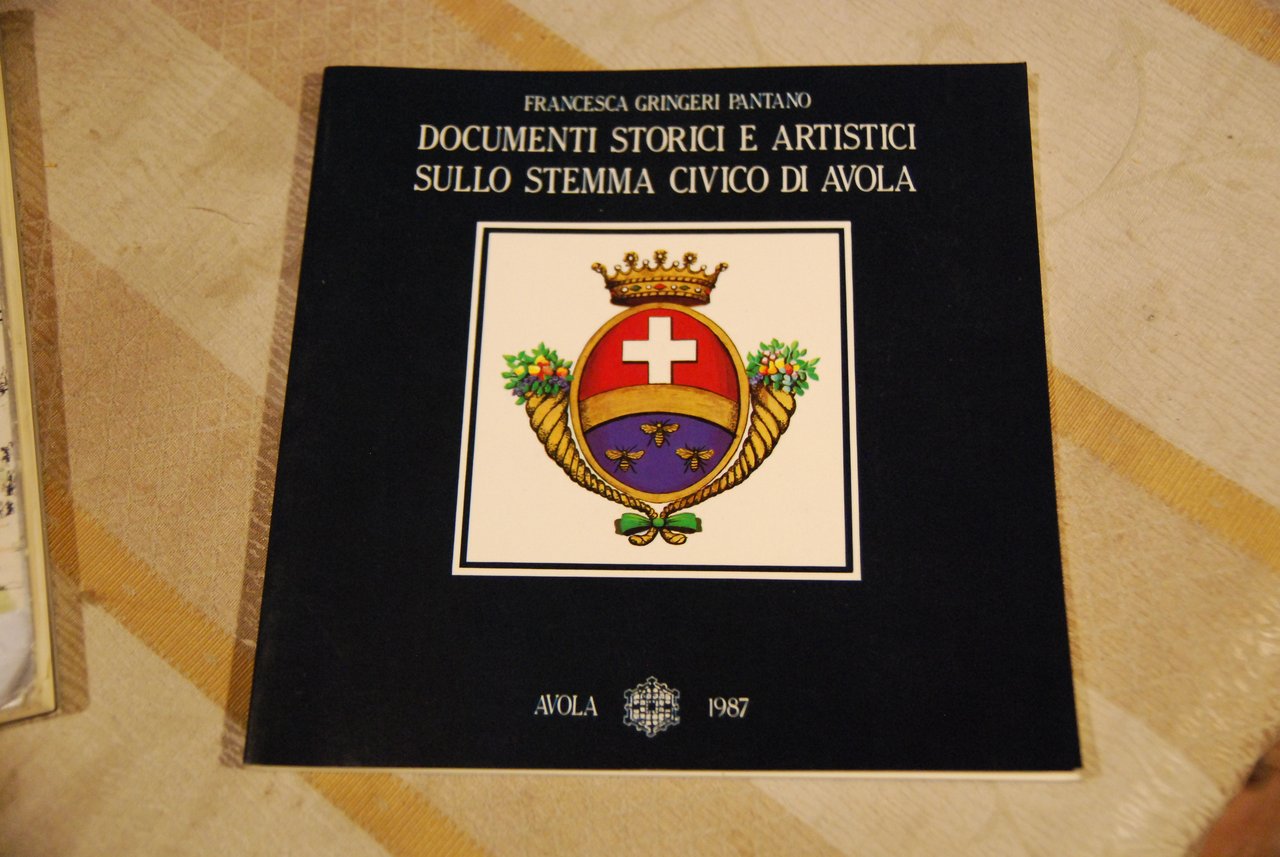 FRANCESCA GRINGERI PANTANO
DOCUMENTI STORICI E ARTISTICI
SULLO STEMMA CIVICO DI AVOLA
AVOLA 1987